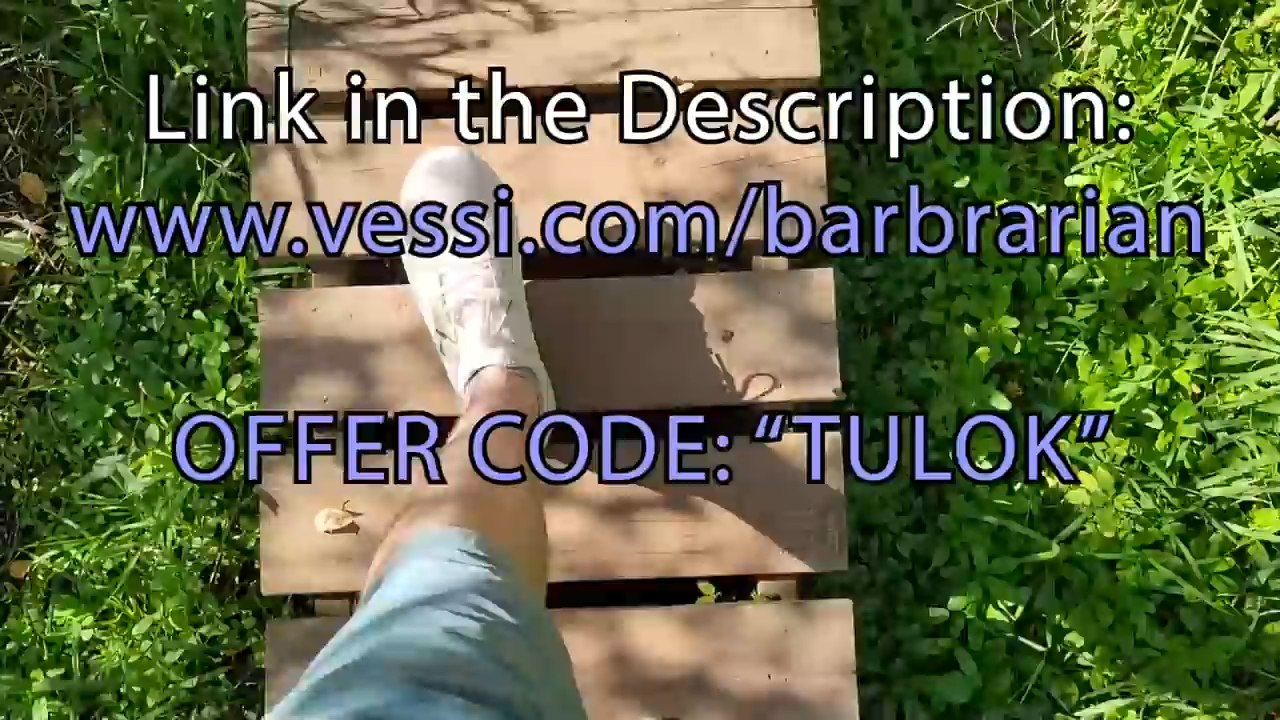 Link in the Description:
www.vessi.com/barbrarian
OFFER CODE: “TULOK”